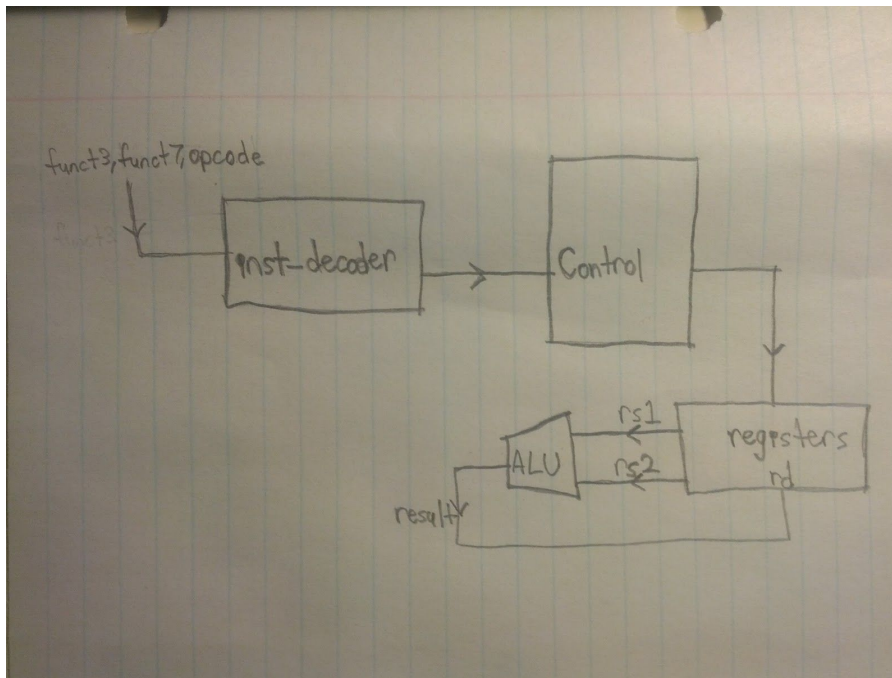 funct3, funct7, opcode
inst-decoder
Control
rs1
registers
ALU
rs2
rd
result